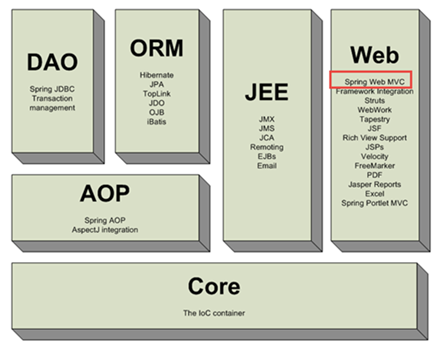 DAO
Spring JDBC
Transaction
management
ORM
Hibernate
JPA
TopLink
JDO
OJB
iBatis
JEE
JMX
JMS
JCA
Remoting
EJBs
Email
Web
Spring Web MVC
Framework Integration
Struts
WebWork
Tapestry
JSF
Rich View Support
JSPs
Velocity
FreeMarker
PDF
Jasper Reports
Excel
Spring Portlet MVC
AOP
Spring AOP
AspectJ integration
Core
The IoC container